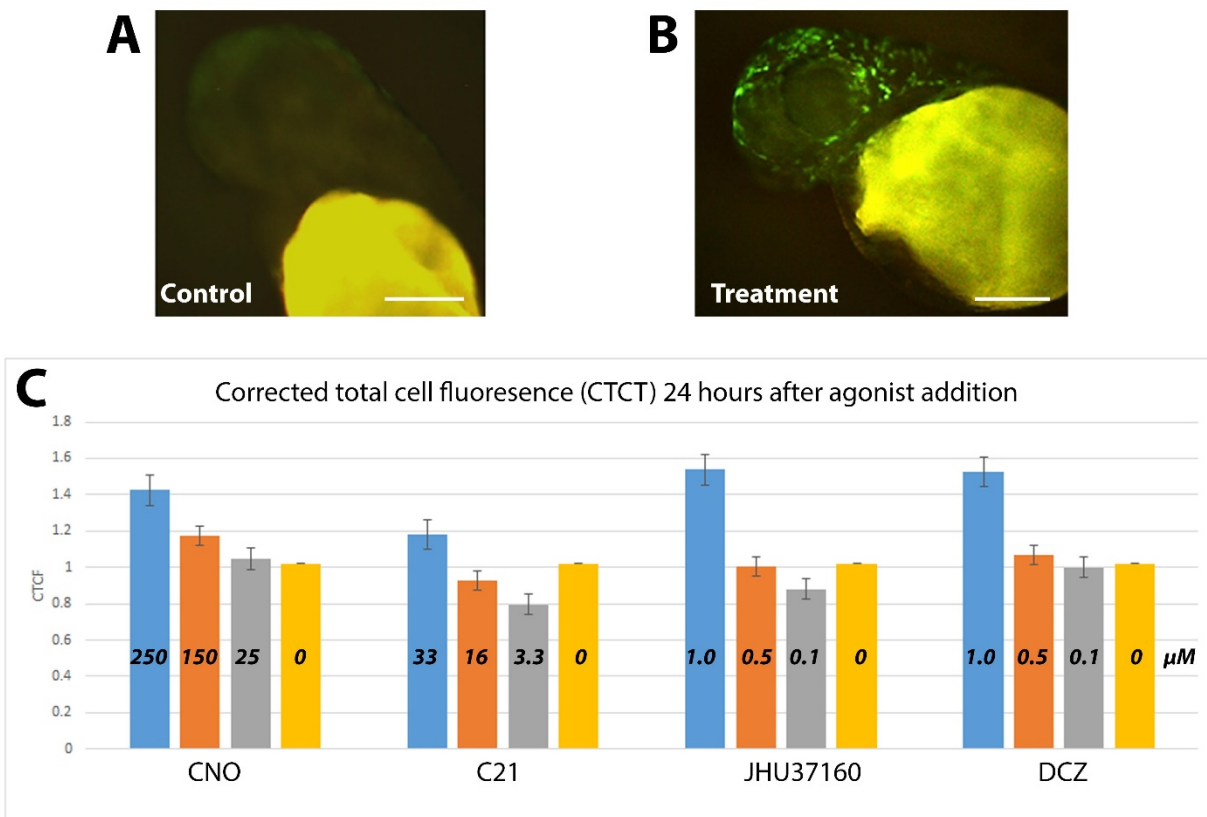 A
B
Control
Treatment
C
Corrected total cell fluoresence (CTCT) 24 hours after agonist addition
1.8
1.6
1.4
1.2
1
0.8
0.6
0.4
0.2
0
CTCF
250 150 25 0 33 16 3.3 0 1.0 0.5 0.1 0 1.0 0.5 0.1 0 µM
CNO C21 JHU37160 DCZ